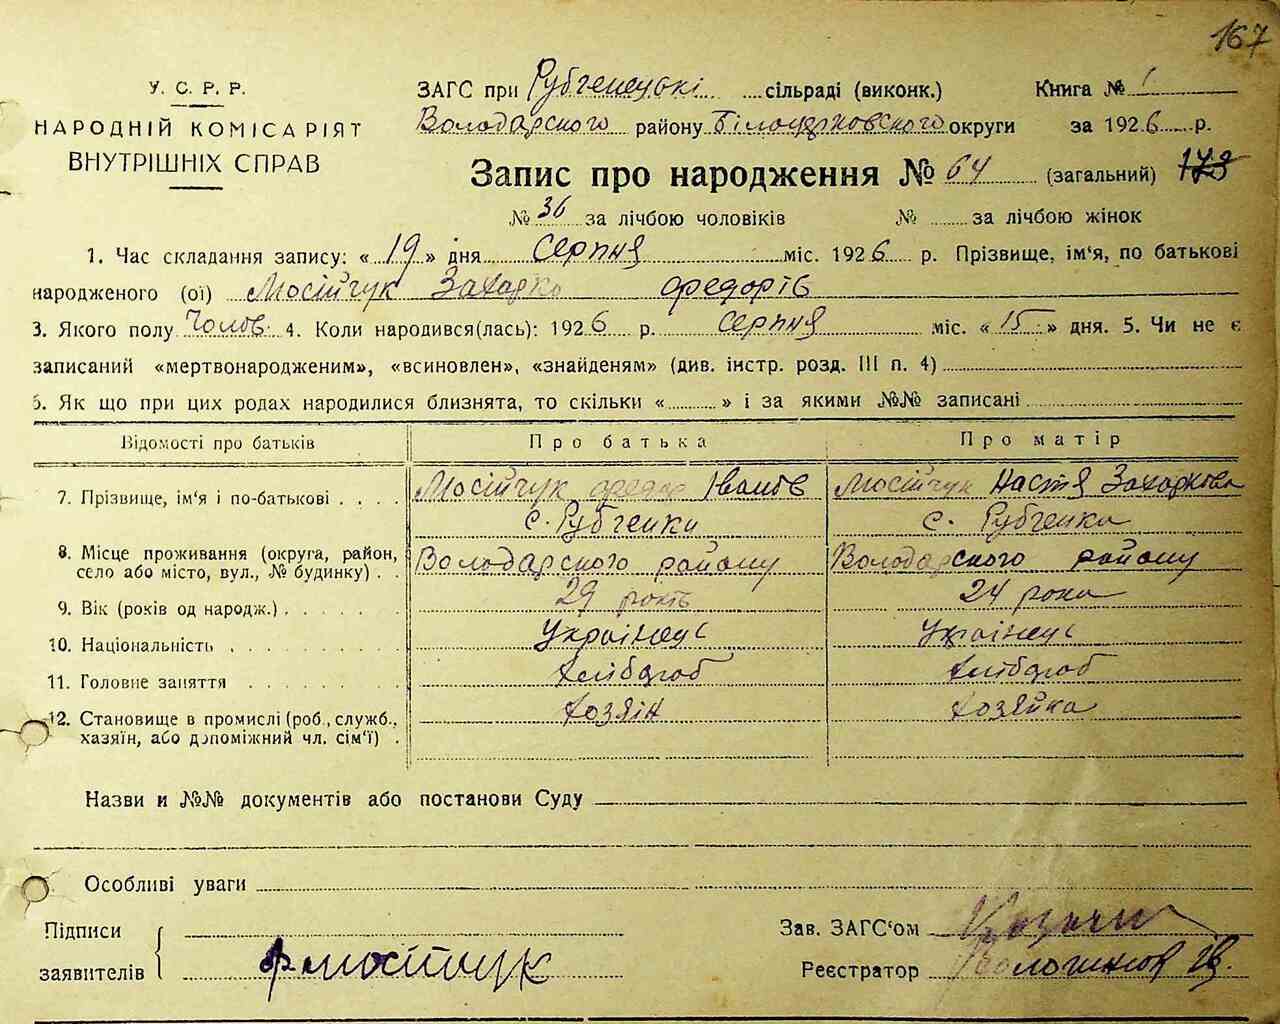 167
У. С. Р. Р.
НАРОДНІЙ КОМІСАРІЯТ
ВНУТРІШНІХ СПРАВ
ЗАГС при Рубченецькі сільраді (виконк.) Книга № 1
Володарского району Білоцерковского округи за 1926 р.
Запис про народження № 64 (загальний) 173
№ 36 за лічбою чоловіків № за лічбою жінок
1. Час складання запису: « 19 » дня Серпня міс. 1926 р. Прізвище, ім'я, по батькові
народженого (ої) Мосійчук Захарко Федорів
3. Якого полу Чолов. 4. Коли народився(лась): 1926 р. Серпня міс. « 15 » дня. 5. Чи не є
записаний «мертвонародженим», «всиновлен», «знайденям» (див. інстр. розд. III п. 4)
6. Як що при цих родах народилися близнята, то скільки « » і за якими №№ записані
Відомості про батьків Про батька Про матір
7. Прізвище, ім'я і по-батькові Мосійчук Федор Іванов Мосійчук Настя Захаркова
с. Рубченки с. Рубченка
8. Місце проживання (округа, район, село або місто, вул., № будинку) Володарского району Володарского району
9. Вік (років од народж.) 29 років 24 рока
10. Національність Українець Українець
11. Головне заняття Хлібороб Хлібороб
12. Становище в промислі (роб., служб., Хозяін Хозяйка
хазяїн, або допоміжний чл. сім'ї)
Назви и №№ документів або постанови Суду
Особливі уваги
Підписи
заявителів Ф Мосійчук
Зав. ЗАГС'ом
Реєстратор